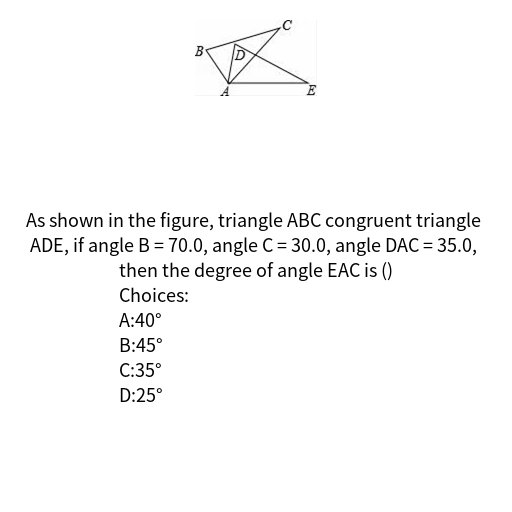 C
B
D
A
E
As shown in the figure, triangle ABC congruent triangle
ADE, if angle B = 70.0, angle C = 30.0, angle DAC = 35.0,
then the degree of angle EAC is ()
Choices:
A:40°
B:45°
C:35°
D:25°